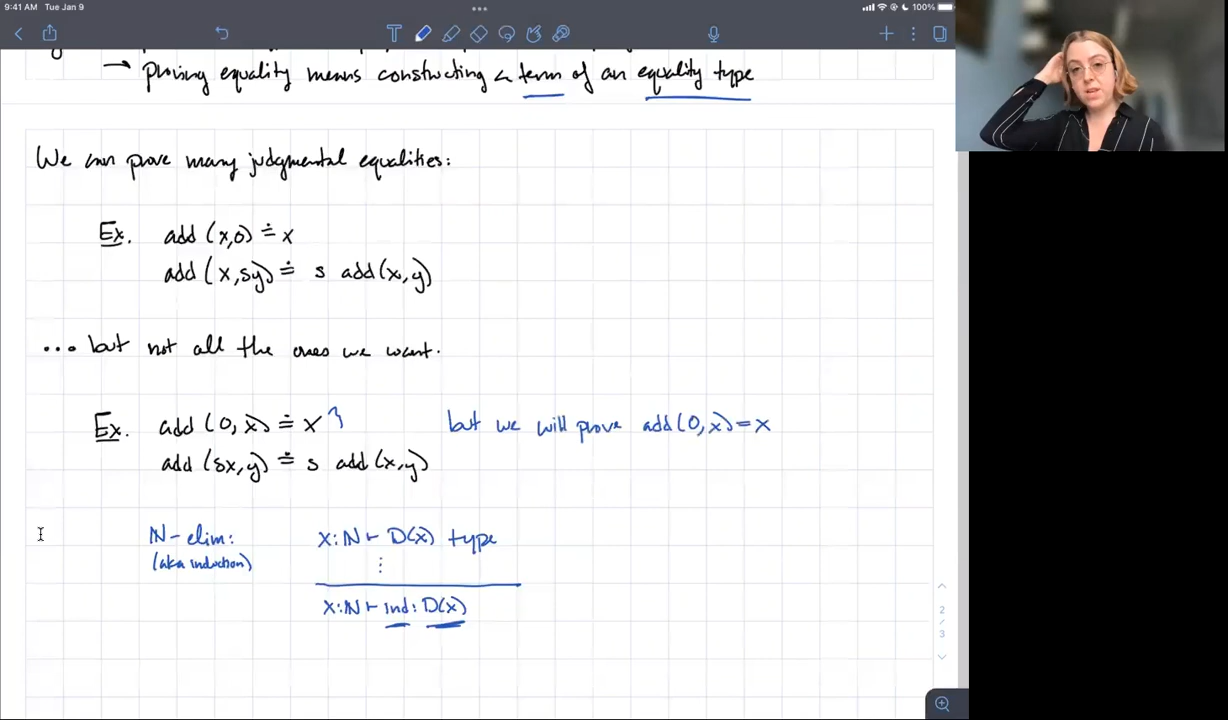 9:41 AM Tue Jan 9
100%
→ proving equality means constructing a term of an equality type
We can prove many judgmental equalities:
Ex. add (x,0) ≐ x
add (x,sy) ≐ s add(x,y)
... but not all the ones we want.
Ex. add (0,x) ≐ x but we will prove add(0,x)=x
add (sx,y) ≐ s add(x,y)
ℕ-elim: x:ℕ ⊢ D(x) type
(aka induction) ⋮
x:ℕ ⊢ ind: D(x)
2
/
3